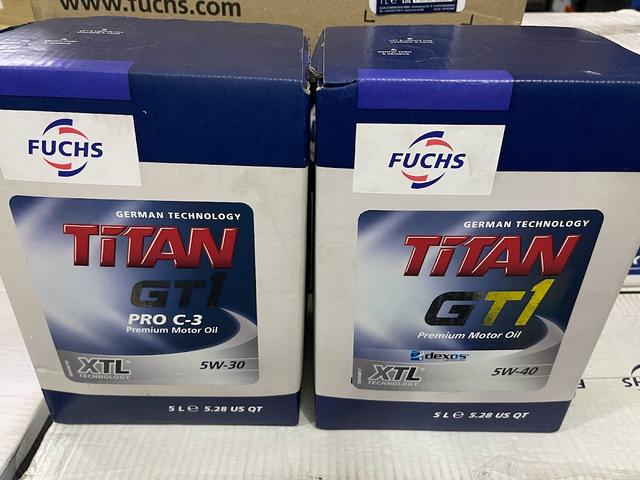 www.fuchs.com
FUCHS
GERMAN TECHNOLOGY
TiTAN
GT1
PRO C-3
Premium Motor Oil
XTL®
TECHNOLOGY
5W-30
5 L ℮ 5.28 US QT
FUCHS
GERMAN TECHNOLOGY
TiTAN
GT1
Premium Motor Oil
dexos
XTL®
TECHNOLOGY
5W-40
5 L ℮ 5.28 US QT